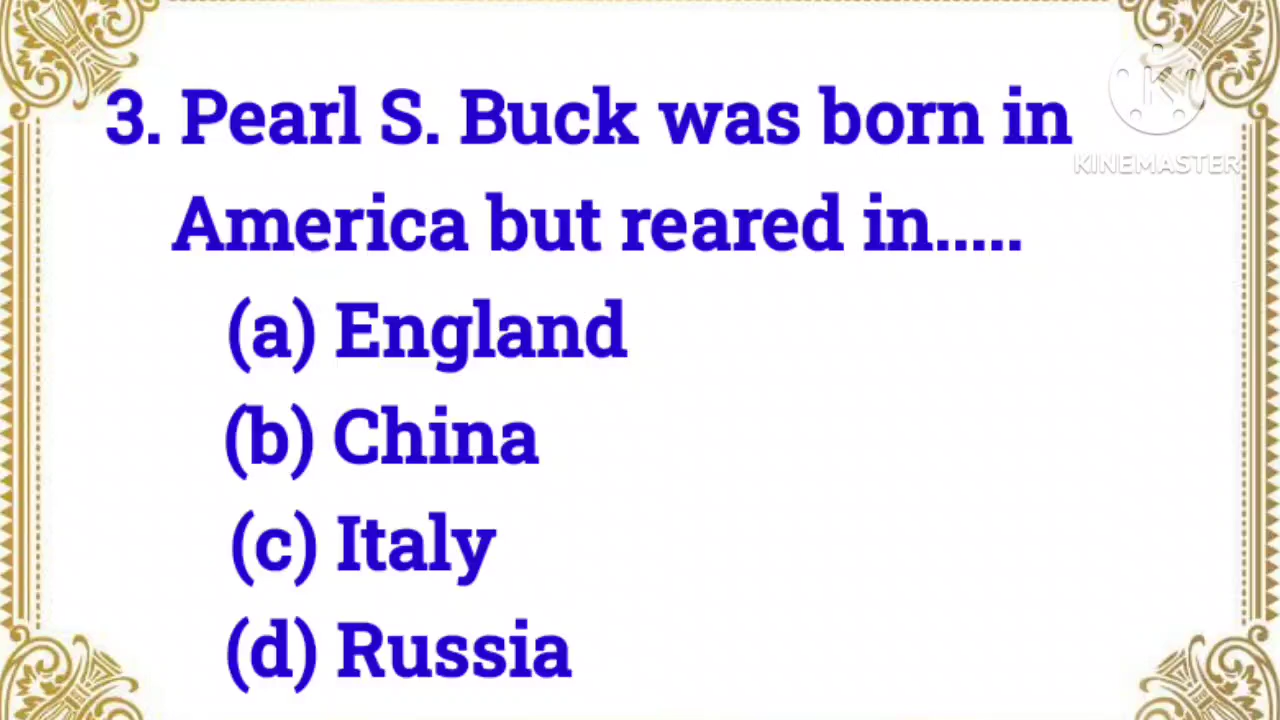 3. Pearl S. Buck was born in
America but reared in.....
(a) England
(b) China
(c) Italy
(d) Russia
K
KINEMASTER